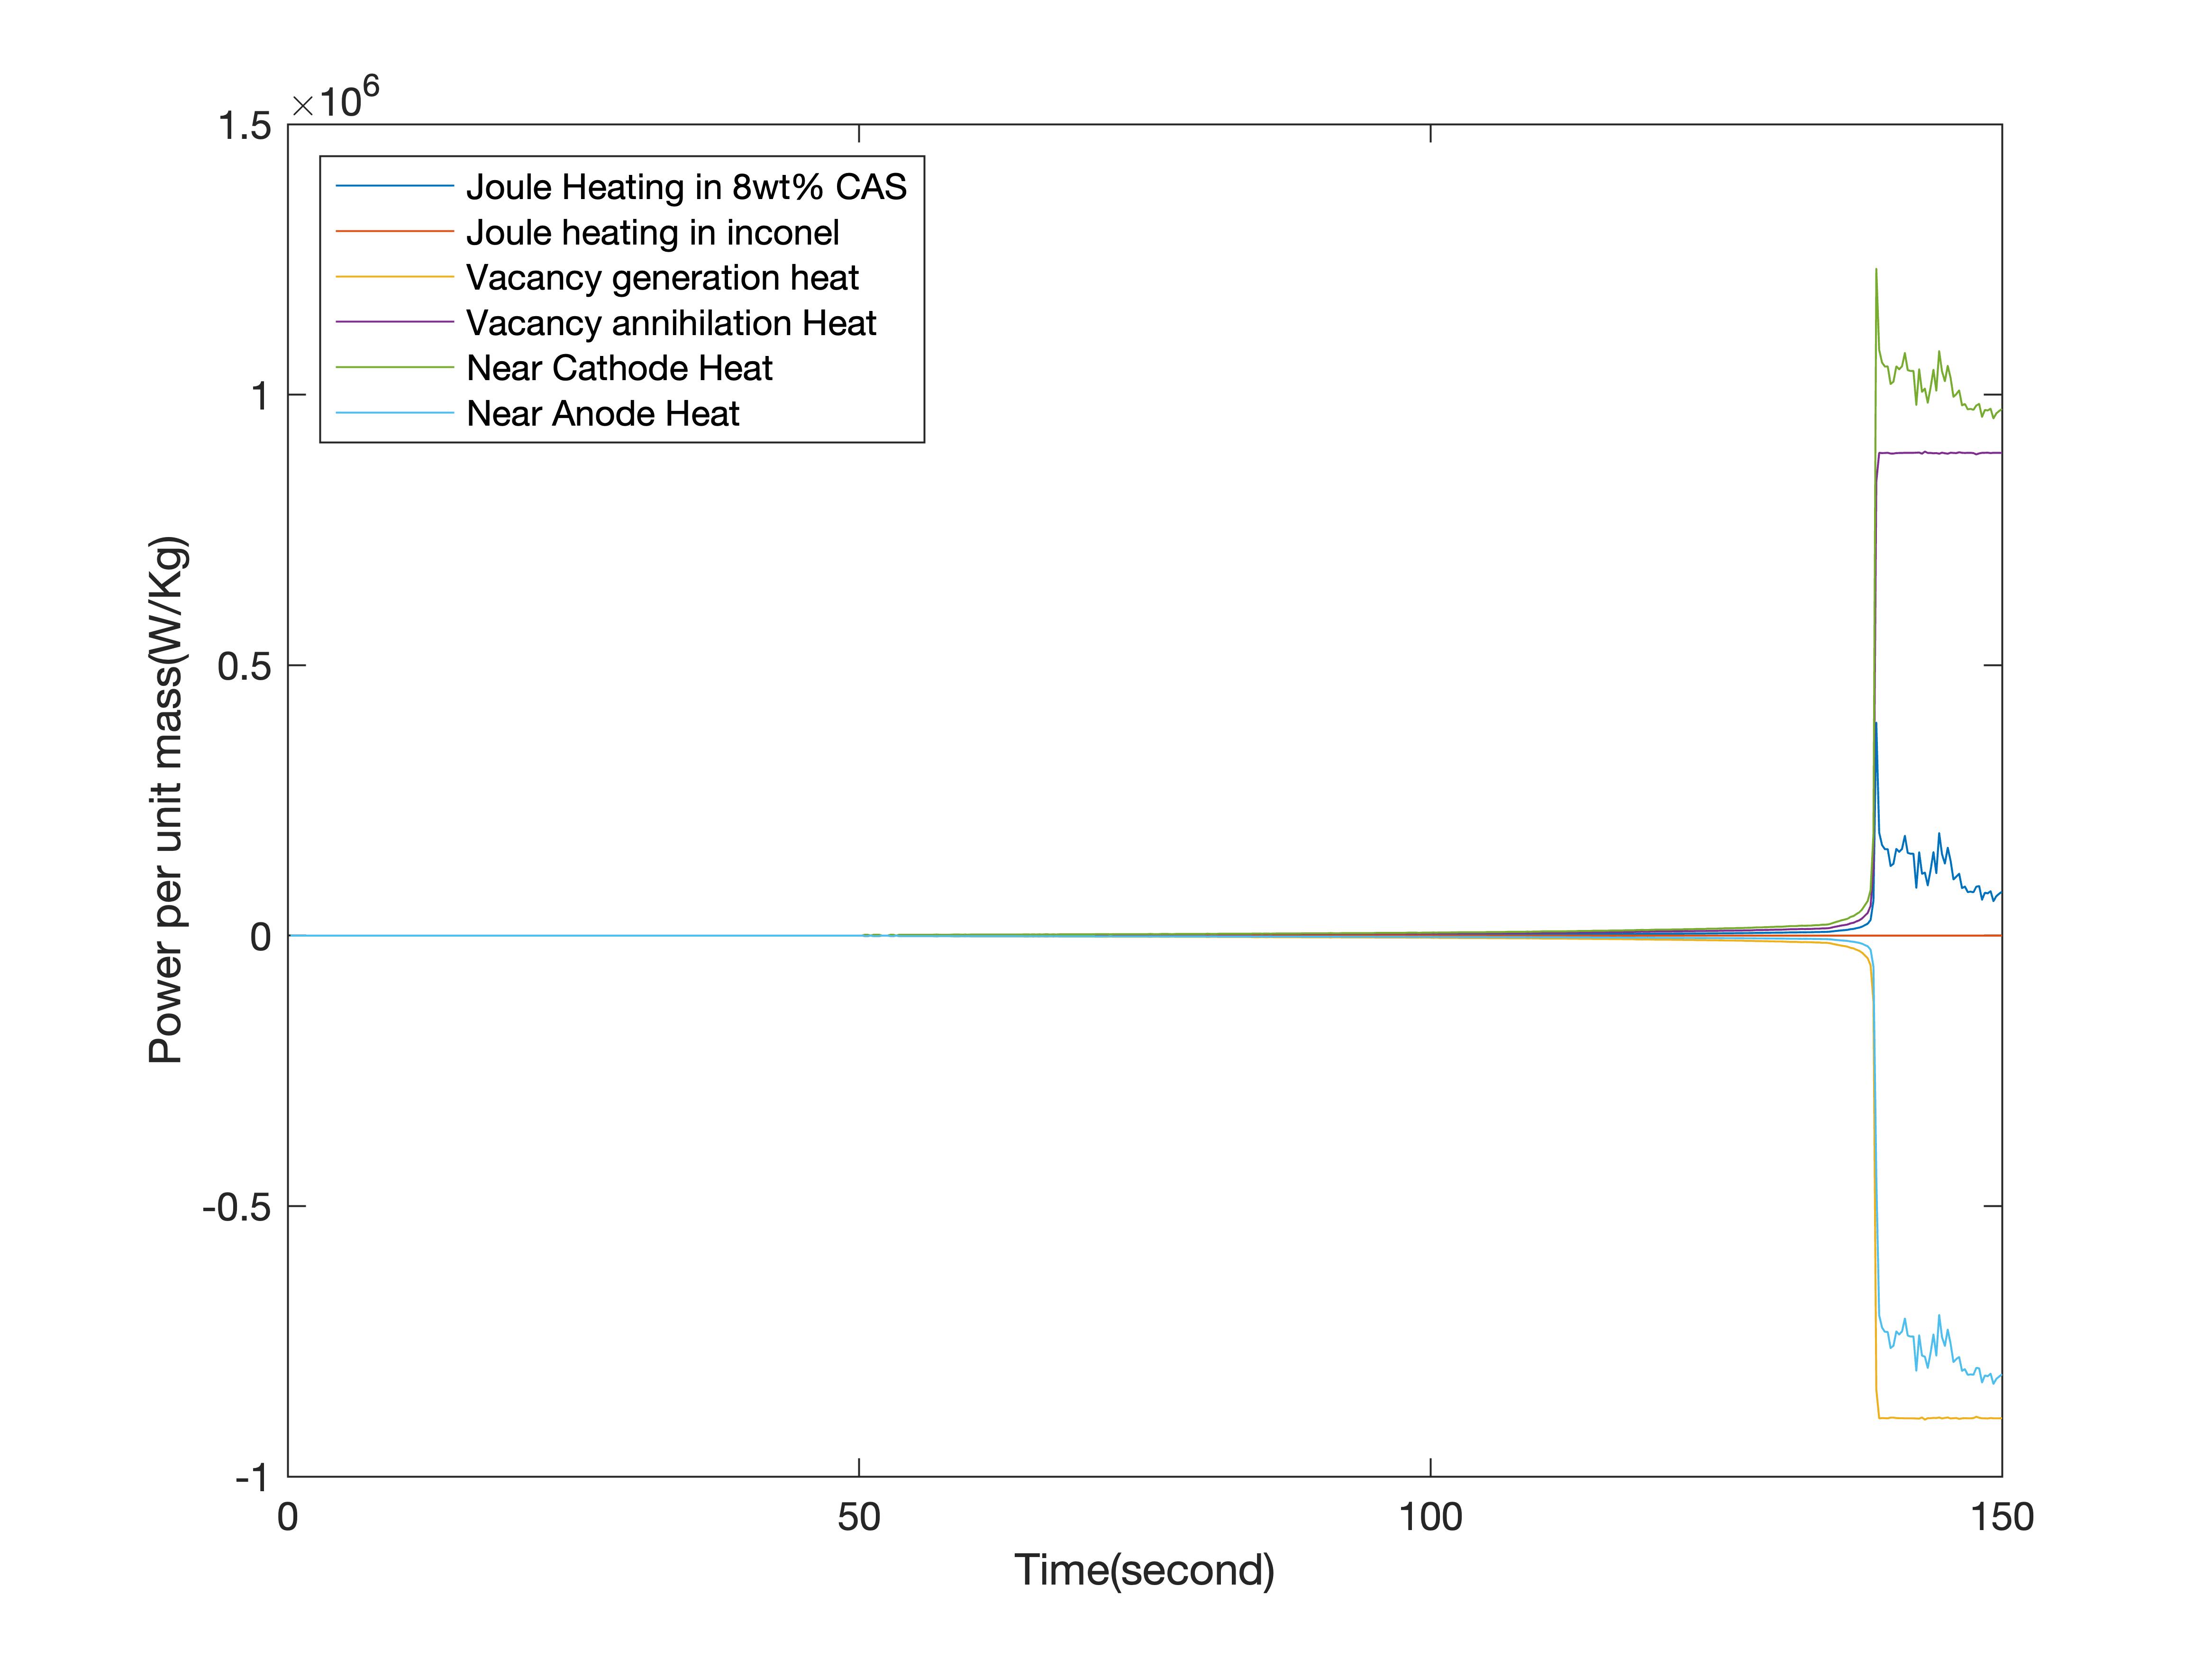 ×10⁶
1.5
1
0.5
0
-0.5
-1
Power per unit mass(W/Kg)
Joule Heating in 8wt% CAS
Joule heating in inconel
Vacancy generation heat
Vacancy annihilation Heat
Near Cathode Heat
Near Anode Heat
0 50 100 150
Time(second)